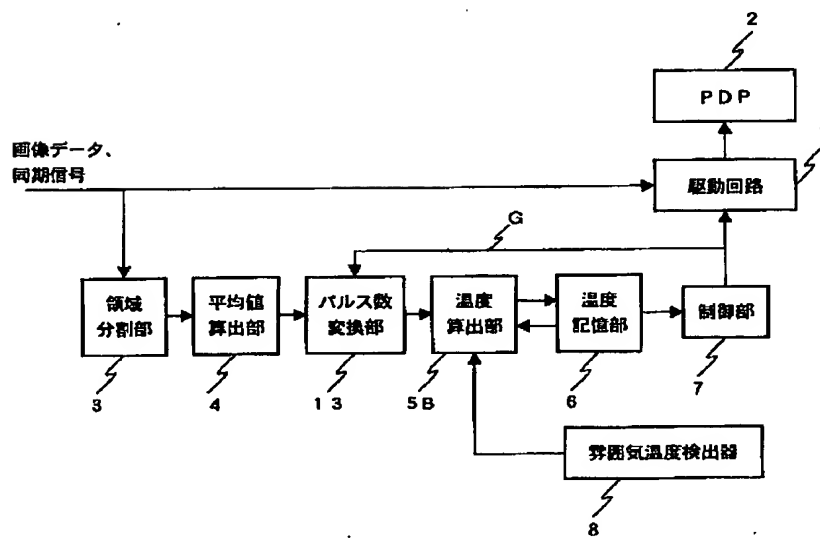 2
PDP
画像データ、
同期信号
駆動回路
G
領域
分割部
平均値
算出部
パルス数
変換部
温度
算出部
温度
記憶部
制御部
3
4
13
5B
6
7
雰囲気温度検出器
8